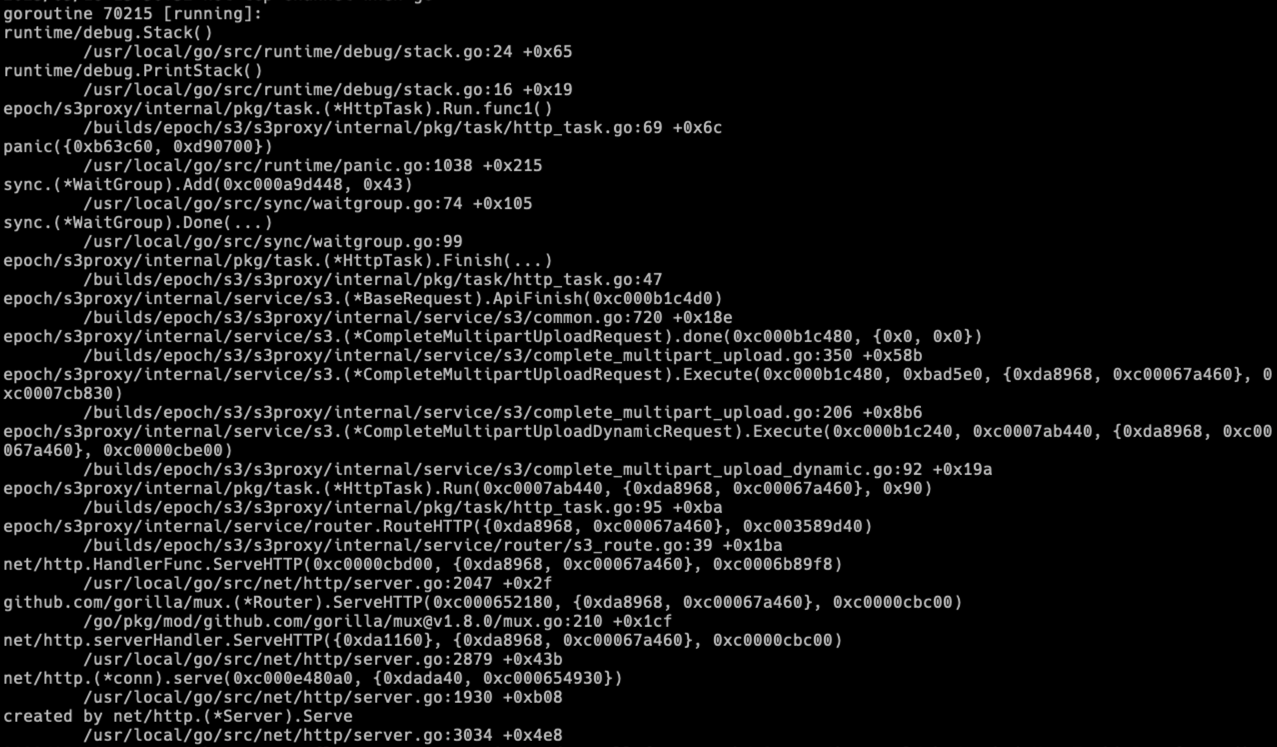 goroutine 70215 [running]:
runtime/debug.Stack()
        /usr/local/go/src/runtime/debug/stack.go:24 +0x65
runtime/debug.PrintStack()
        /usr/local/go/src/runtime/debug/stack.go:16 +0x19
epoch/s3proxy/internal/pkg/task.(*HttpTask).Run.func1()
        /builds/epoch/s3/s3proxy/internal/pkg/task/http_task.go:69 +0x6c
panic({0xb63c60, 0xd90700})
        /usr/local/go/src/runtime/panic.go:1038 +0x215
sync.(*WaitGroup).Add(0xc000a9d448, 0x43)
        /usr/local/go/src/sync/waitgroup.go:74 +0x105
sync.(*WaitGroup).Done(...)
        /usr/local/go/src/sync/waitgroup.go:99
epoch/s3proxy/internal/pkg/task.(*HttpTask).Finish(...)
        /builds/epoch/s3/s3proxy/internal/pkg/task/http_task.go:47
epoch/s3proxy/internal/service/s3.(*BaseRequest).ApiFinish(0xc000b1c4d0)
        /builds/epoch/s3/s3proxy/internal/service/s3/common.go:720 +0x18e
epoch/s3proxy/internal/service/s3.(*CompleteMultipartUploadRequest).done(0xc000b1c480, {0x0, 0x0})
        /builds/epoch/s3/s3proxy/internal/service/s3/complete_multipart_upload.go:350 +0x58b
epoch/s3proxy/internal/service/s3.(*CompleteMultipartUploadRequest).Execute(0xc000b1c480, 0xbad5e0, {0xda8968, 0xc00067a460}, 0
xc0007cb830)
        /builds/epoch/s3/s3proxy/internal/service/s3/complete_multipart_upload.go:206 +0x8b6
epoch/s3proxy/internal/service/s3.(*CompleteMultipartUploadDynamicRequest).Execute(0xc000b1c240, 0xc0007ab440, {0xda8968, 0xc00
067a460}, 0xc0000cbe00)
        /builds/epoch/s3/s3proxy/internal/service/s3/complete_multipart_upload_dynamic.go:92 +0x19a
epoch/s3proxy/internal/pkg/task.(*HttpTask).Run(0xc0007ab440, {0xda8968, 0xc00067a460}, 0x90)
        /builds/epoch/s3/s3proxy/internal/pkg/task/http_task.go:95 +0xba
epoch/s3proxy/internal/service/router.RouteHTTP({0xda8968, 0xc00067a460}, 0xc003589d40)
        /builds/epoch/s3/s3proxy/internal/service/router/s3_route.go:39 +0x1ba
net/http.HandlerFunc.ServeHTTP(0xc0000cbd00, {0xda8968, 0xc00067a460}, 0xc0006b89f8)
        /usr/local/go/src/net/http/server.go:2047 +0x2f
github.com/gorilla/mux.(*Router).ServeHTTP(0xc000652180, {0xda8968, 0xc00067a460}, 0xc0000cbc00)
        /go/pkg/mod/github.com/gorilla/mux@v1.8.0/mux.go:210 +0x1cf
net/http.serverHandler.ServeHTTP({0xda1160}, {0xda8968, 0xc00067a460}, 0xc0000cbc00)
        /usr/local/go/src/net/http/server.go:2879 +0x43b
net/http.(*conn).serve(0xc000e480a0, {0xdada40, 0xc000654930})
        /usr/local/go/src/net/http/server.go:1930 +0xb08
created by net/http.(*Server).Serve
        /usr/local/go/src/net/http/server.go:3034 +0x4e8